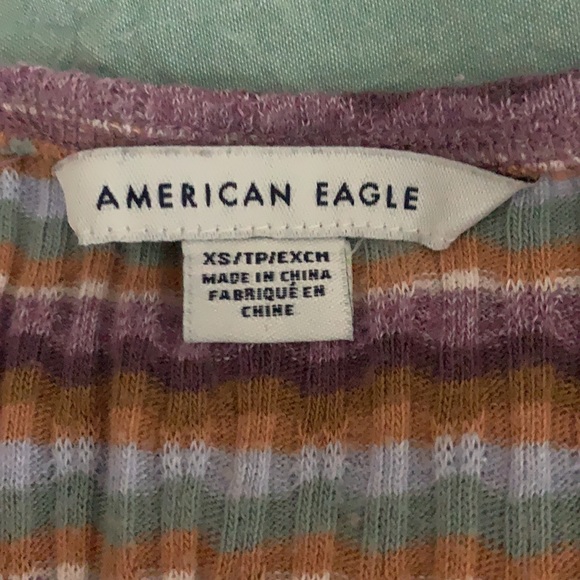 AMERICAN EAGLE
XS/TP/EXCH
MADE IN CHINA
FABRIQUÉ EN
CHINE